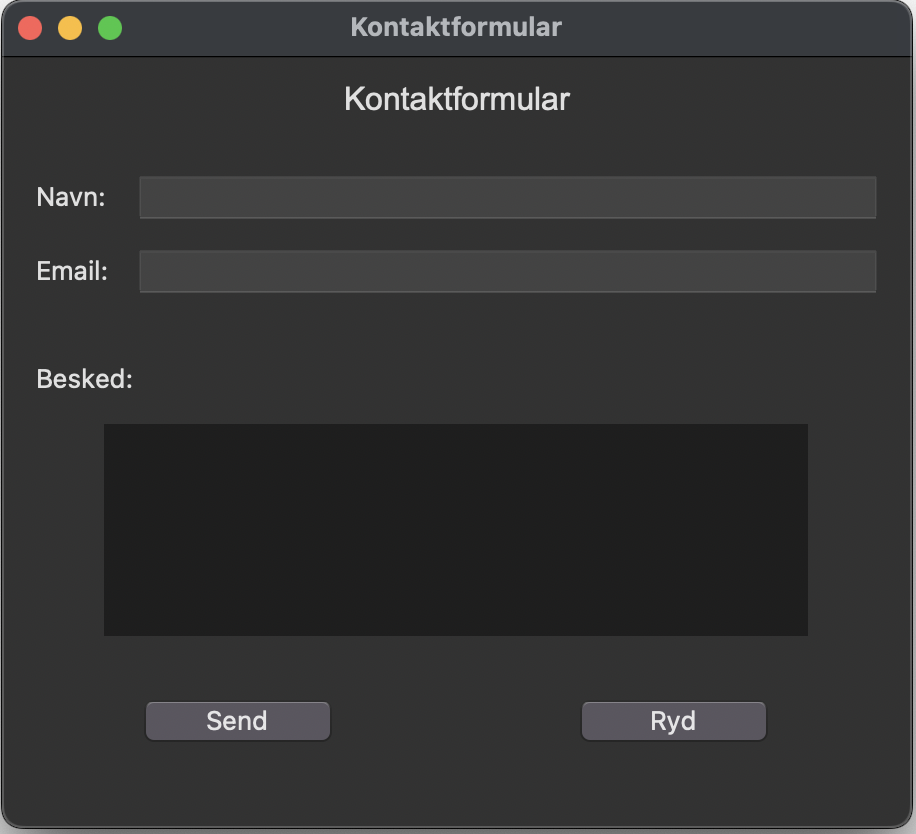 Kontaktformular
Kontaktformular
Navn:
Email:
Besked:
Send
Ryd